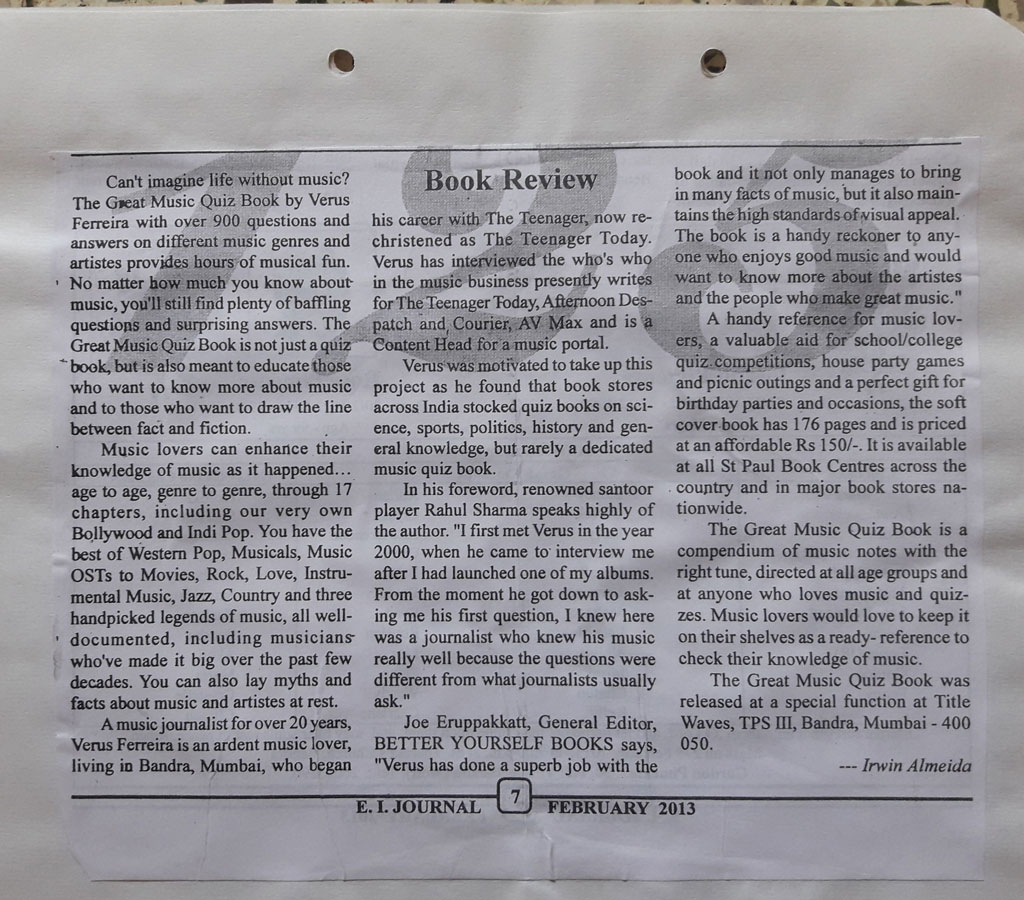 Book Review
Can't imagine life without music?
The Great Music Quiz Book by Verus
Ferreira with over 900 questions and
answers on different music genres and
artistes provides hours of musical fun.
No matter how much you know about
music, you'll still find plenty of baffling
questions and surprising answers. The
Great Music Quiz Book is not just a quiz
book, but is also meant to educate those
who want to know more about music
and to those who want to draw the line
between fact and fiction.
Music lovers can enhance their
knowledge of music as it happened...
age to age, genre to genre, through 17
chapters, including our very own
Bollywood and Indi Pop. You have the
best of Western Pop, Musicals, Music
OSTs to Movies, Rock, Love, Instru-
mental Music, Jazz, Country and three
handpicked legends of music, all well-
documented, including musicians
who've made it big over the past few
decades. You can also lay myths and
facts about music and artistes at rest.
A music journalist for over 20 years,
Verus Ferreira is an ardent music lover,
living in Bandra, Mumbai, who began
his career with The Teenager, now re-
christened as The Teenager Today.
Verus has interviewed the who's who
in the music business presently writes
for The Teenager Today, Afternoon Des-
patch and Courier, AV Max and is a
Content Head for a music portal.
Verus was motivated to take up this
project as he found that book stores
across India stocked quiz books on sci-
ence, sports, politics, history and gen-
eral knowledge, but rarely a dedicated
music quiz book.
In his foreword, renowned santoor
player Rahul Sharma speaks highly of
the author. "I first met Verus in the year
2000, when he came to interview me
after I had launched one of my albums.
From the moment he got down to ask-
ing me his first question, I knew here
was a journalist who knew his music
really well because the questions were
different from what journalists usually
ask."
Joe Eruppakkatt, General Editor,
BETTER YOURSELF BOOKS says,
"Verus has done a superb job with the
book and it not only manages to bring
in many facts of music, but it also main-
tains the high standards of visual appeal.
The book is a handy reckoner to any-
one who enjoys good music and would
want to know more about the artistes
and the people who make great music."
A handy reference for music lov-
ers, a valuable aid for school/college
quiz competitions, house party games
and picnic outings and a perfect gift for
birthday parties and occasions, the soft
cover book has 176 pages and is priced
at an affordable Rs 150/-. It is available
at all St Paul Book Centres across the
country and in major book stores na-
tionwide.
The Great Music Quiz Book is a
compendium of music notes with the
right tune, directed at all age groups and
at anyone who loves music and quiz-
zes. Music lovers would love to keep it
on their shelves as a ready- reference to
check their knowledge of music.
The Great Music Quiz Book was
released at a special function at Title
Waves, TPS III, Bandra, Mumbai - 400
050.
--- Irwin Almeida
E. I. JOURNAL 7 FEBRUARY 2013